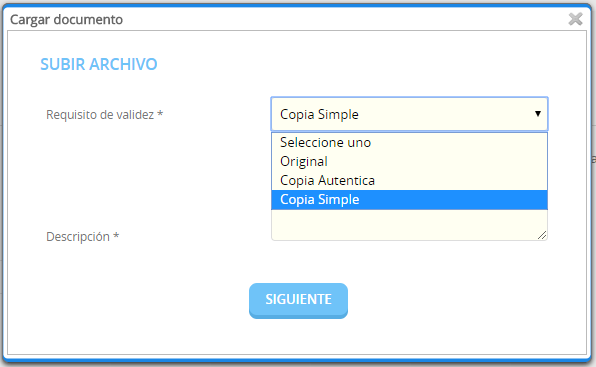 Cargar documento
SUBIR ARCHIVO
Requisito de validez *
Copia Simple
Seleccione uno
Original
Copia Autentica
Copia Simple
Descripción *
SIGUIENTE